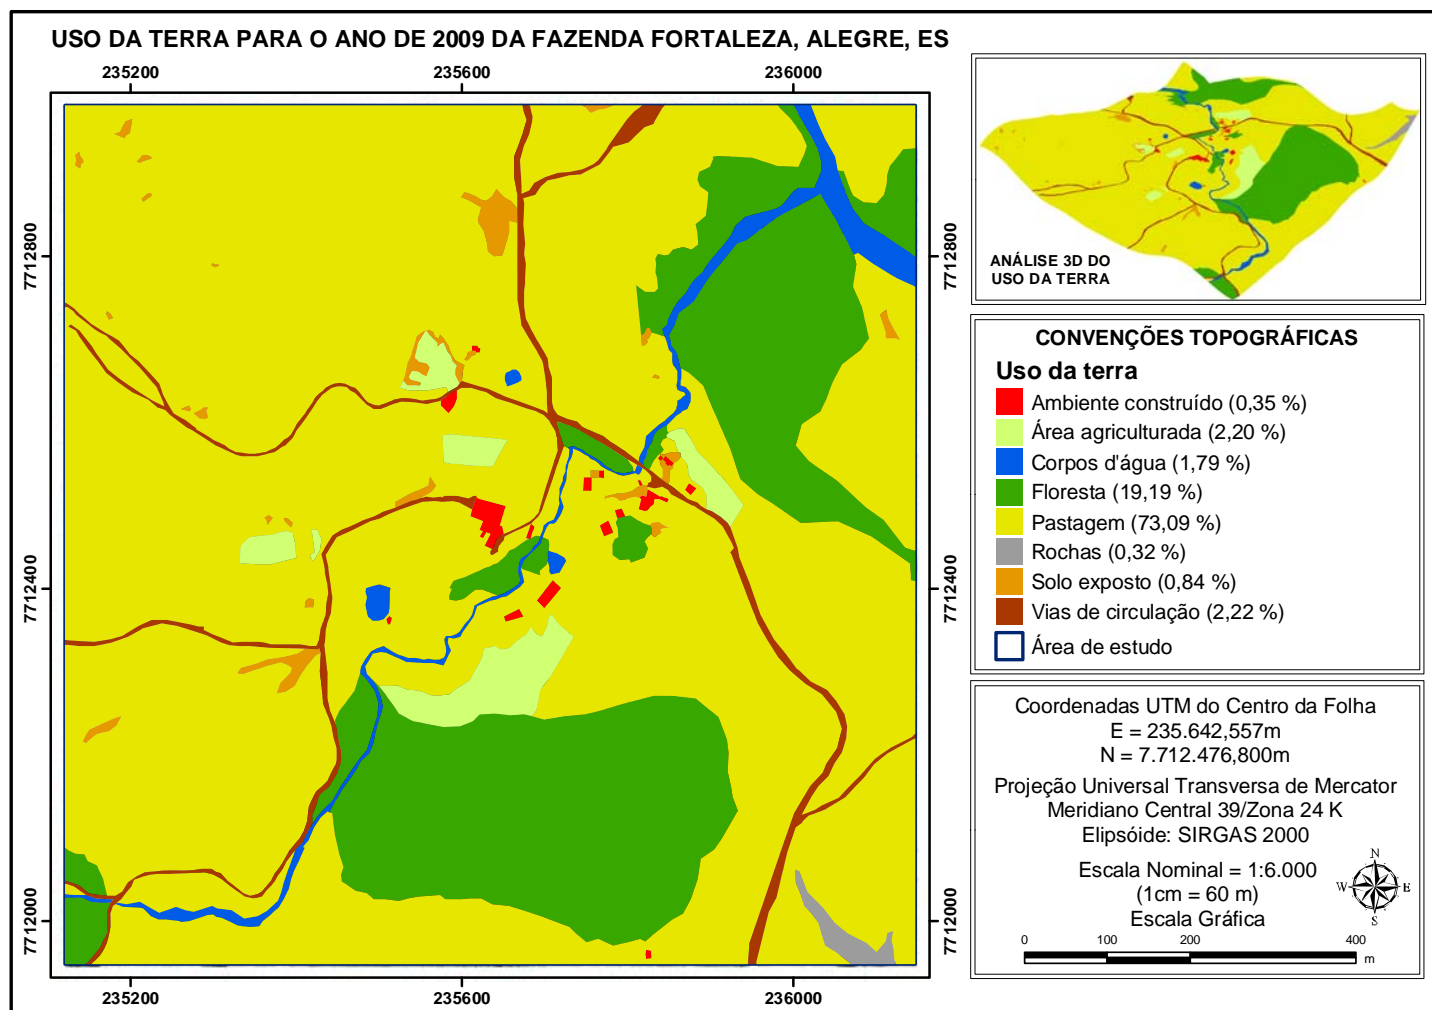 USO DA TERRA PARA O ANO DE 2009 DA FAZENDA FORTALEZA, ALEGRE, ES
235200
235600
236000
7712800
7712400
7712000
7712800
7712400
7712000
235200
235600
236000
ANÁLISE 3D DO
USO DA TERRA
CONVENÇÕES TOPOGRÁFICAS
Uso da terra
Ambiente construído (0,35 %)
Área agriculturada (2,20 %)
Corpos d'água (1,79 %)
Floresta (19,19 %)
Pastagem (73,09 %)
Rochas (0,32 %)
Solo exposto (0,84 %)
Vias de circulação (2,22 %)
Área de estudo
Coordenadas UTM do Centro da Folha
E = 235.642,557m
N = 7.712.476,800m
Projeção Universal Transversa de Mercator
Meridiano Central 39/Zona 24 K
Elipsóide: SIRGAS 2000
Escala Nominal = 1:6.000
(1cm = 60 m)
Escala Gráfica
N
W
E
S
0
100
200
400
m